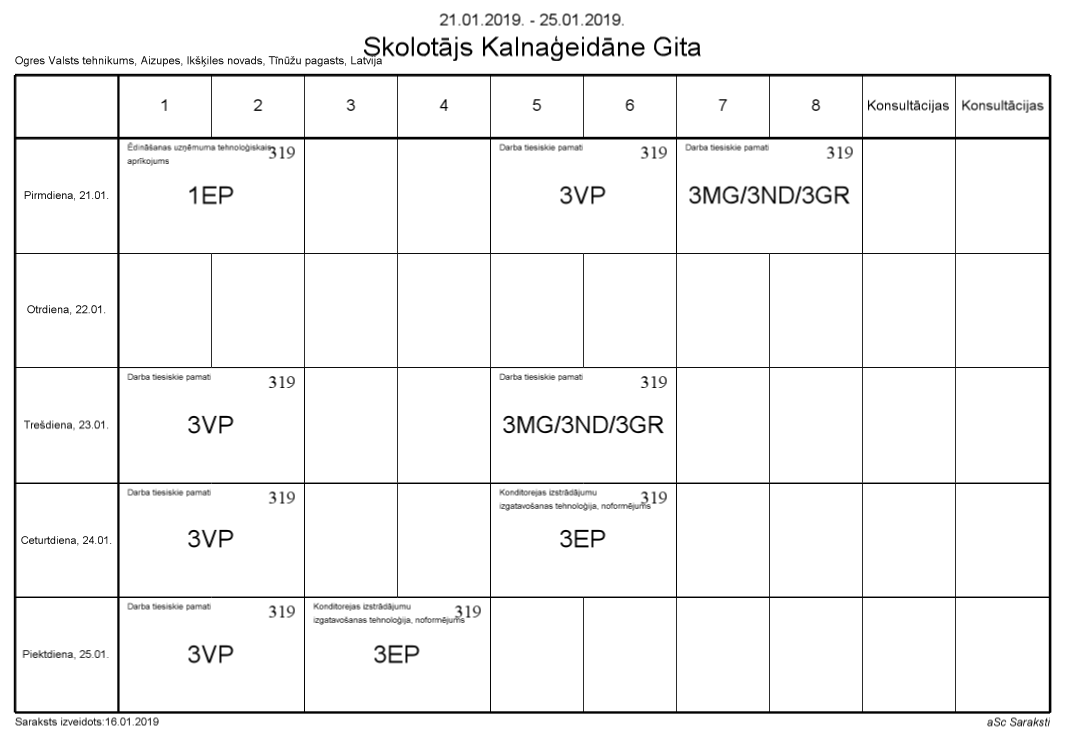 21.01.2019. - 25.01.2019.
Skolotājs Kalnaģeidāne Gita
Ogres Valsts tehnikums, Aizupes, Ikšķiles novads, Tīnūžu pagasts, Latvija
1 2 3 4 5 6 7 8 Konsultācijas Konsultācijas
Pirmdiena, 21.01.
Ēdināšanas uzņēmuma tehnoloģiskais
aprīkojums
319
1EP
Darba tiesiskie pamati
319
3VP
Darba tiesiskie pamati
319
3MG/3ND/3GR
Otrdiena, 22.01.
Trešdiena, 23.01.
Darba tiesiskie pamati
319
3VP
Darba tiesiskie pamati
319
3MG/3ND/3GR
Ceturtdiena, 24.01.
Darba tiesiskie pamati
319
3VP
Konditorejas izstrādājumu
izgatavošanas tehnoloģija, noformējums
319
3EP
Piektdiena, 25.01.
Darba tiesiskie pamati
319
3VP
Konditorejas izstrādājumu
izgatavošanas tehnoloģija, noformējums
319
3EP
Saraksts izveidots:16.01.2019
aSc Saraksti